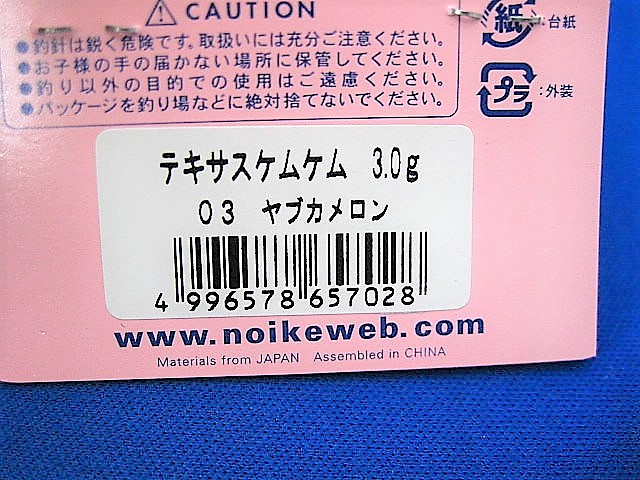 CAUTION
●釣針は鋭く危険です。取扱いには充分ご注意ください。
●お子様の手の届かない場所に保管してください。
●釣り以外の目的での使用はご遠慮ください。
●パッケージを釣り場などに絶対捨てないでください。
紙:台紙
プラ:外装
テキサスケムケム 3.0g
03 ヤブカメロン
4 996578 657028
www.noikeweb.com
Materials from JAPAN Assembled in CHINA